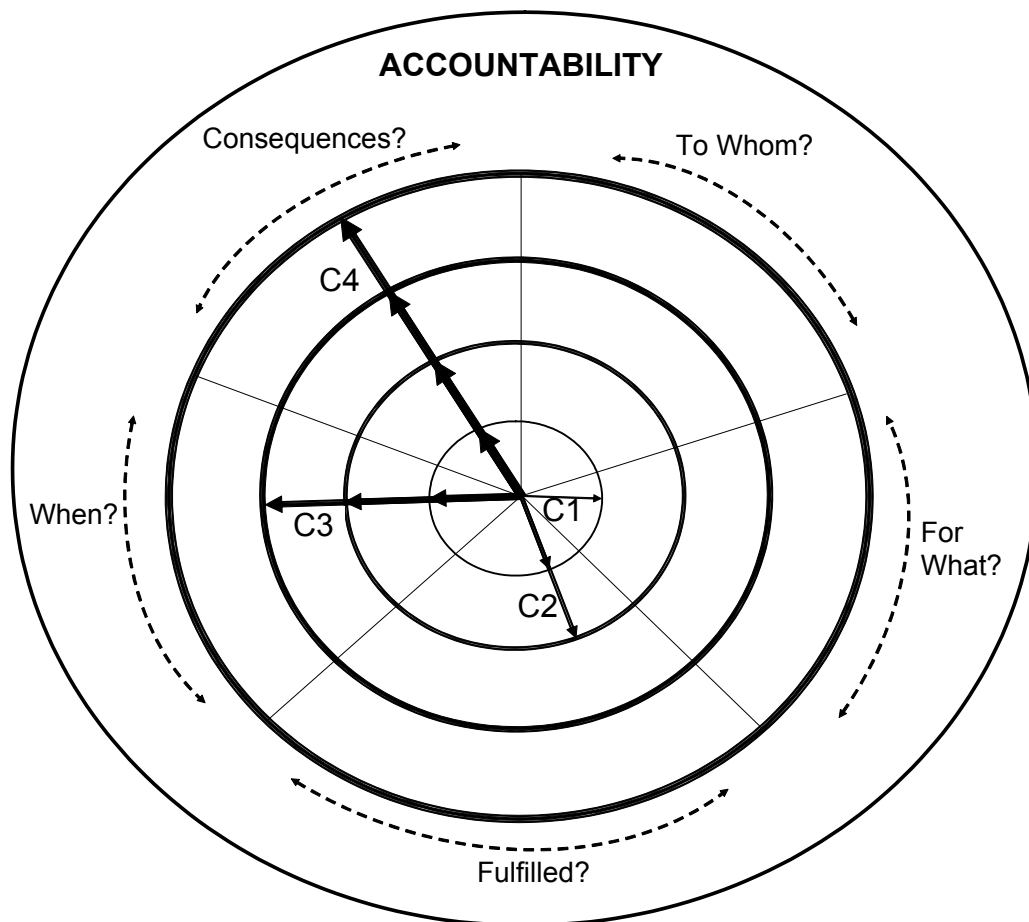 ACCOUNTABILITY
Consequences?
To Whom?
C4
When?
C3
C1
C2
For
What?
Fulfilled?